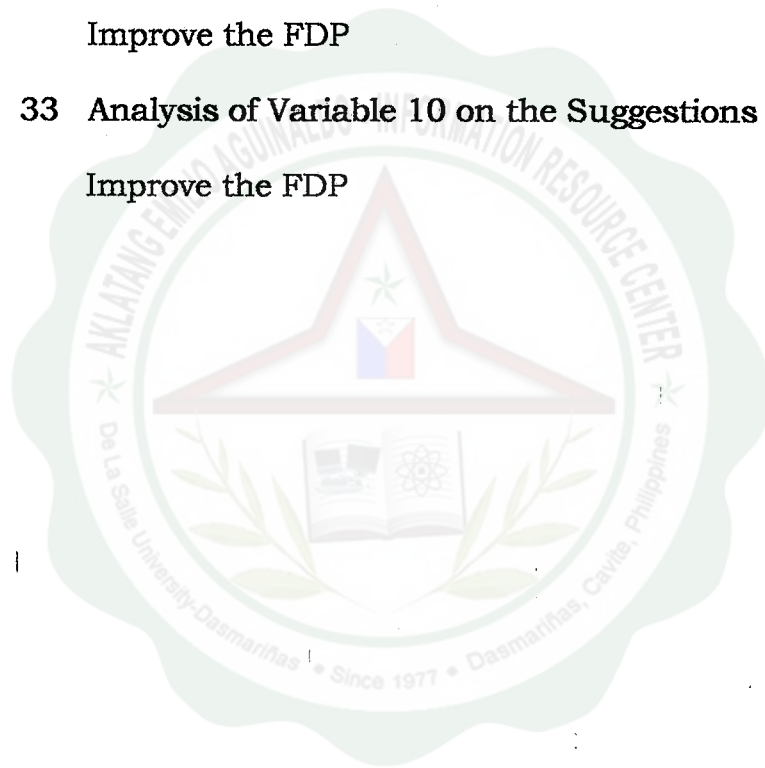 Improve the FDP
33 Analysis of Variable 10 on the Suggestions
Improve the FDP
AKLATANG EMILIO AGUINALDO - INFORMATION RESOURCE CENTER
De La Salle University-Dasmariñas • Since 1977 • Dasmariñas, Cavite, Philippines